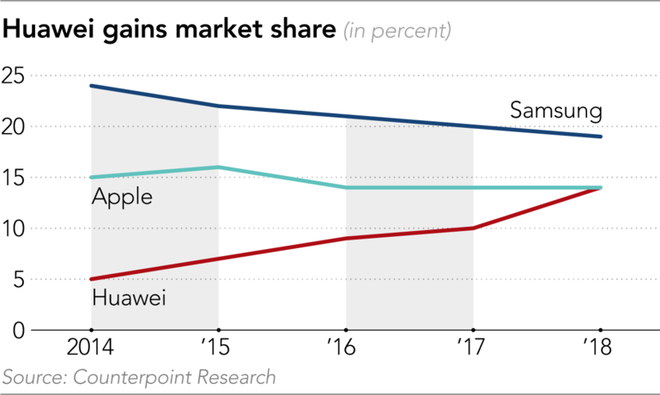 Huawei gains market share (in percent)
25
Samsung
20
15
Apple
10
5
Huawei
0
2014 '15 '16 '17 '18
Source: Counterpoint Research